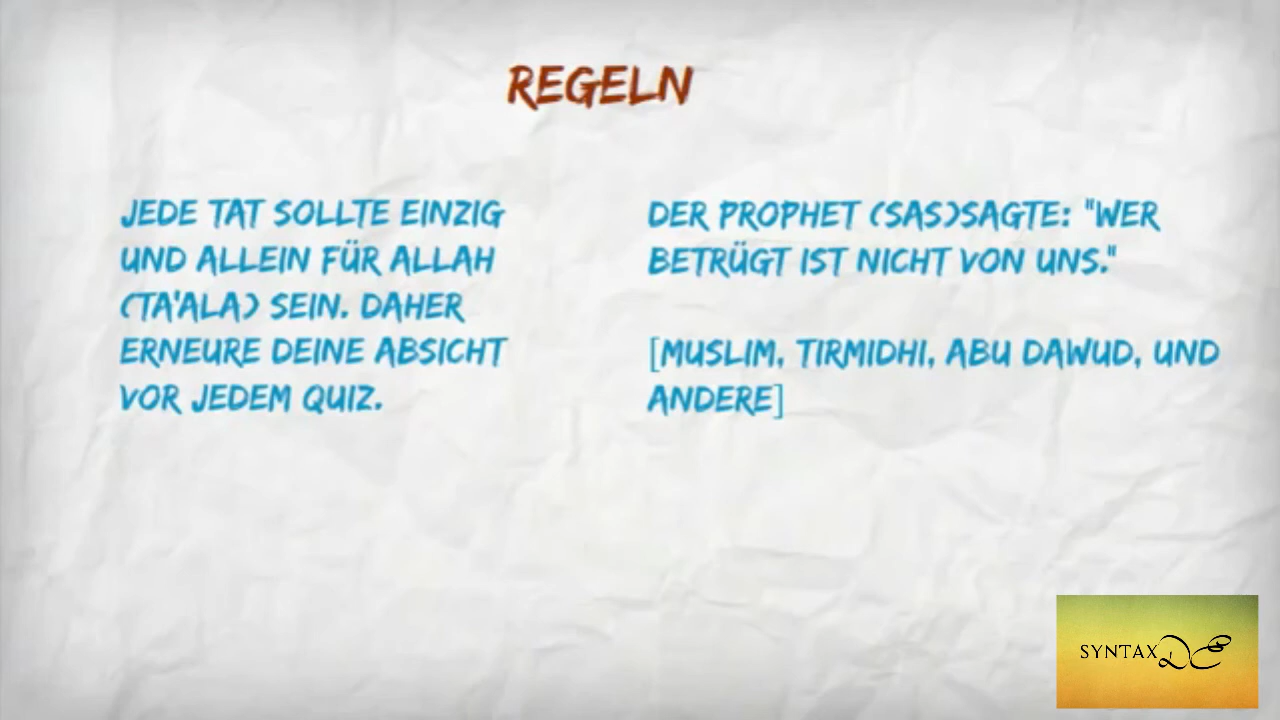 REGELN
JEDE TAT SOLLTE EINZIG
UND ALLEIN FÜR ALLAH
(TA'ALA) SEIN. DAHER
ERNEURE DEINE ABSICHT
VOR JEDEM QUIZ.
DER PROPHET (SAS)SAGTE: "WER
BETRÜGT IST NICHT VON UNS."
[MUSLIM, TIRMIDHI, ABU DAWUD, UND
ANDERE]
SYNTAX DE